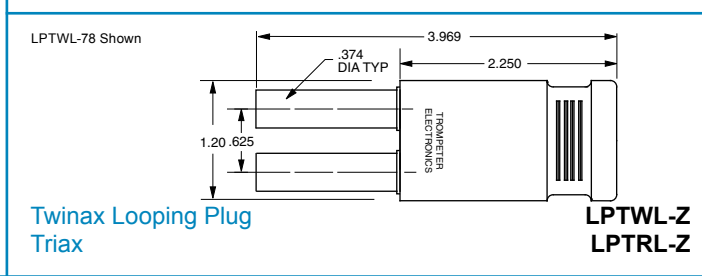 LPTWL-78 Shown
3.969
.374
DIA TYP
2.250
1.20
.625
TROMPETER
ELECTRONICS
Twinax Looping Plug
LPTWL-Z
Triax
LPTRL-Z